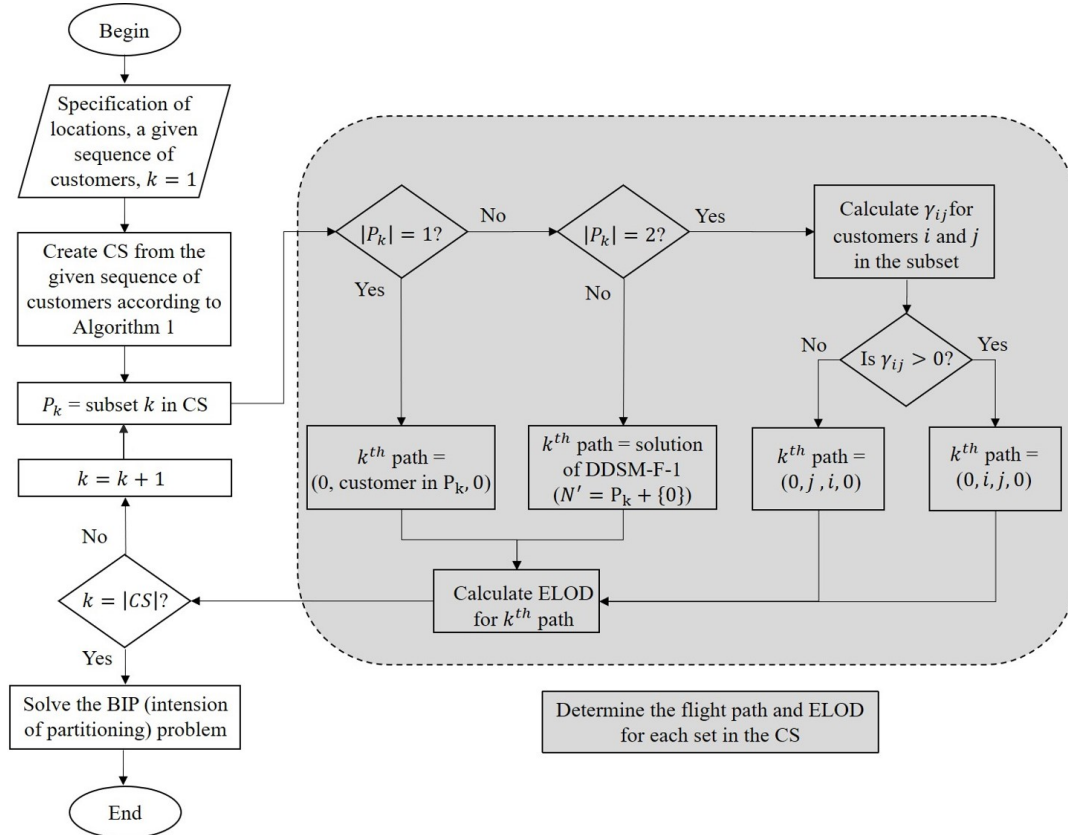 Begin
Specification of
locations, a given
sequence of
customers, k = 1
Create CS from the
given sequence of
customers according to
Algorithm 1
P_k = subset k in CS
k = k + 1
No
k = |CS|?
Yes
Solve the BIP (intension
of partitioning) problem
End
|P_k| = 1?
No
Yes
|P_k| = 2?
Yes
No
Calculate γ_ij for
customers i and j
in the subset
No
Is γ_ij > 0?
Yes
k^th path =
(0, customer in P_k, 0)
k^th path = solution
of DDSM-F-1
(N′ = P_k + {0})
k^th path =
(0, j , i, 0)
k^th path =
(0, i, j, 0)
Calculate ELOD
for k^th path
Determine the flight path and ELOD
for each set in the CS